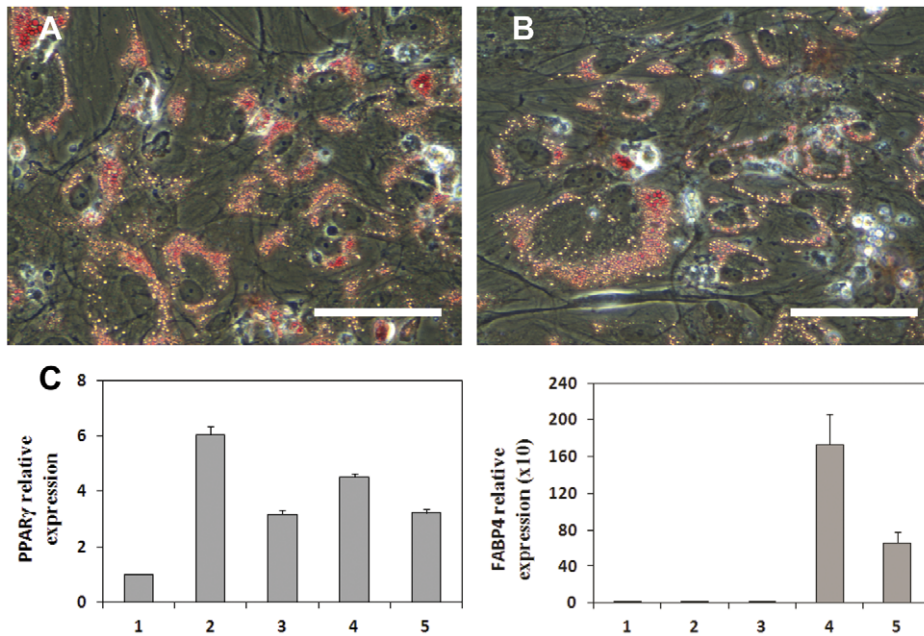 A
B
C
8
6
4
2
0
PPARγ relative
expression
1 2 3 4 5
240
200
160
120
80
40
0
FABP4 relative
expression (x10)
1 2 3 4 5